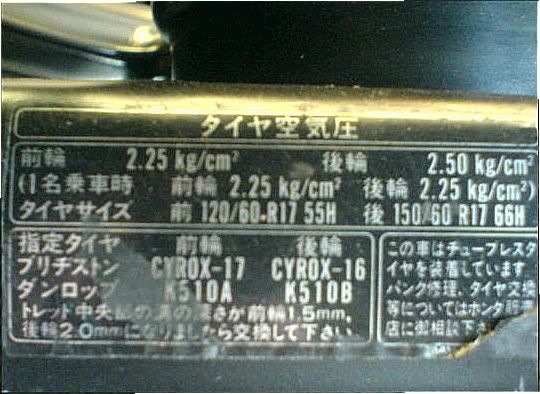 タイヤ空気圧
前輪 2.25 kg/cm² 後輪 2.50 kg/cm²
(1名乗車時 前輪 2.25 kg/cm² 後輪 2.25 kg/cm²)
タイヤサイズ 前 120/60-R17 55H 後 150/60 R17 66H
指定タイヤ 前輪 後輪
ブリヂストン CYROX-17 CYROX-16
ダンロップ K510A K510B
トレッド中央部の溝の深さが前輪1.5mm,
後輪2.0mmになりましたら交換して下さい
この車はチューブレスタ
イヤを装着しています
パンク修理、タイヤ交換
等についてはホンダ販売
店に御相談下さい